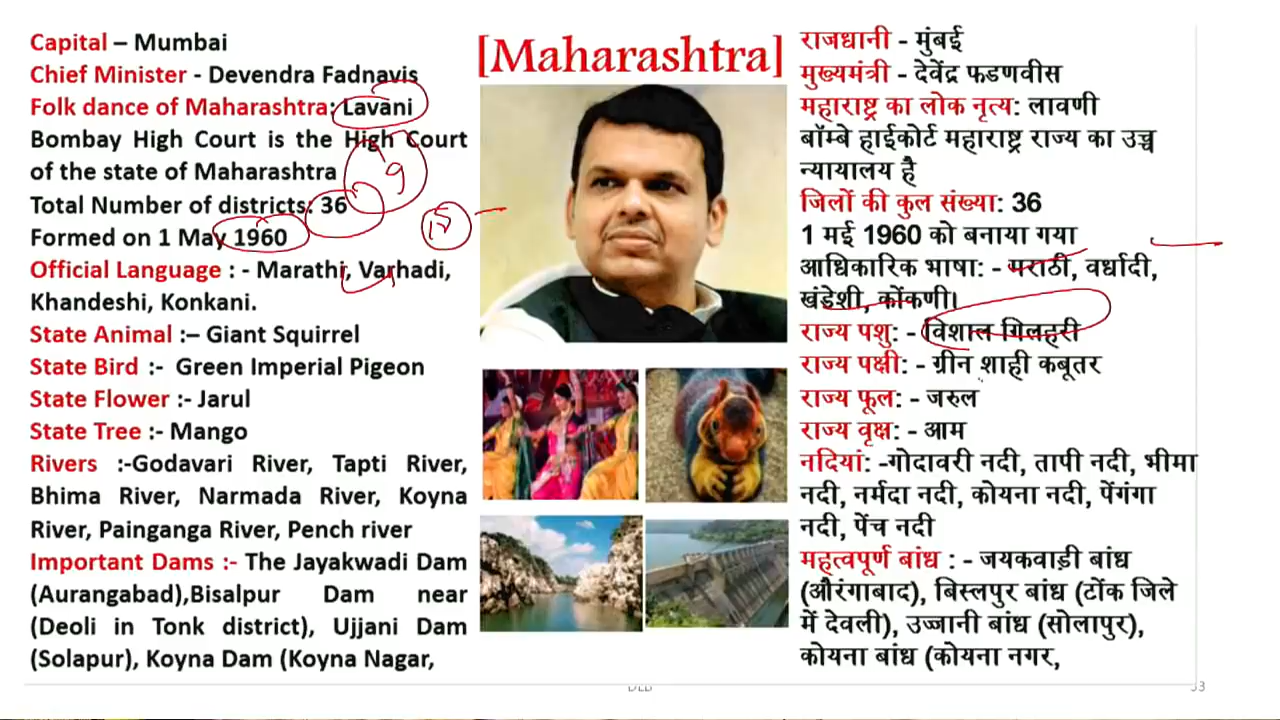 Capital – Mumbai
Chief Minister - Devendra Fadnavis
Folk dance of Maharashtra: Lavani
Bombay High Court is the High Court
of the state of Maharashtra
Total Number of districts: 36
Formed on 1 May 1960
Official Language : - Marathi, Varhadi,
Khandeshi, Konkani.
State Animal :– Giant Squirrel
State Bird :- Green Imperial Pigeon
State Flower :- Jarul
State Tree :- Mango
Rivers :-Godavari River, Tapti River,
Bhima River, Narmada River, Koyna
River, Painganga River, Pench river
Important Dams :- The Jayakwadi Dam
(Aurangabad),Bisalpur Dam near
(Deoli in Tonk district), Ujjani Dam
(Solapur), Koyna Dam (Koyna Nagar,
9
15
[Maharashtra]
राजधानी - मुंबई
मुख्यमंत्री - देवेंद्र फडणवीस
महाराष्ट्र का लोक नृत्य: लावणी
बॉम्बे हाईकोर्ट महाराष्ट्र राज्य का उच्च
न्यायालय है
जिलों की कुल संख्या: 36
1 मई 1960 को बनाया गया
आधिकारिक भाषा: - मराठी, वर्धादी,
खंडेशी, कोंकणी।
राज्य पशु: - विशाल गिलहरी
राज्य पक्षी: - ग्रीन शाही कबूतर
राज्य फूल: - जरुल
राज्य वृक्ष: - आम
नदियां: -गोदावरी नदी, तापी नदी, भीमा
नदी, नर्मदा नदी, कोयना नदी, पेंगंगा
नदी, पेंच नदी
महत्वपूर्ण बांध : - जयकवाड़ी बांध
(औरंगाबाद), बिस्लपुर बांध (टोंक जिले
में देवली), उज्जानी बांध (सोलापुर),
कोयना बांध (कोयना नगर,